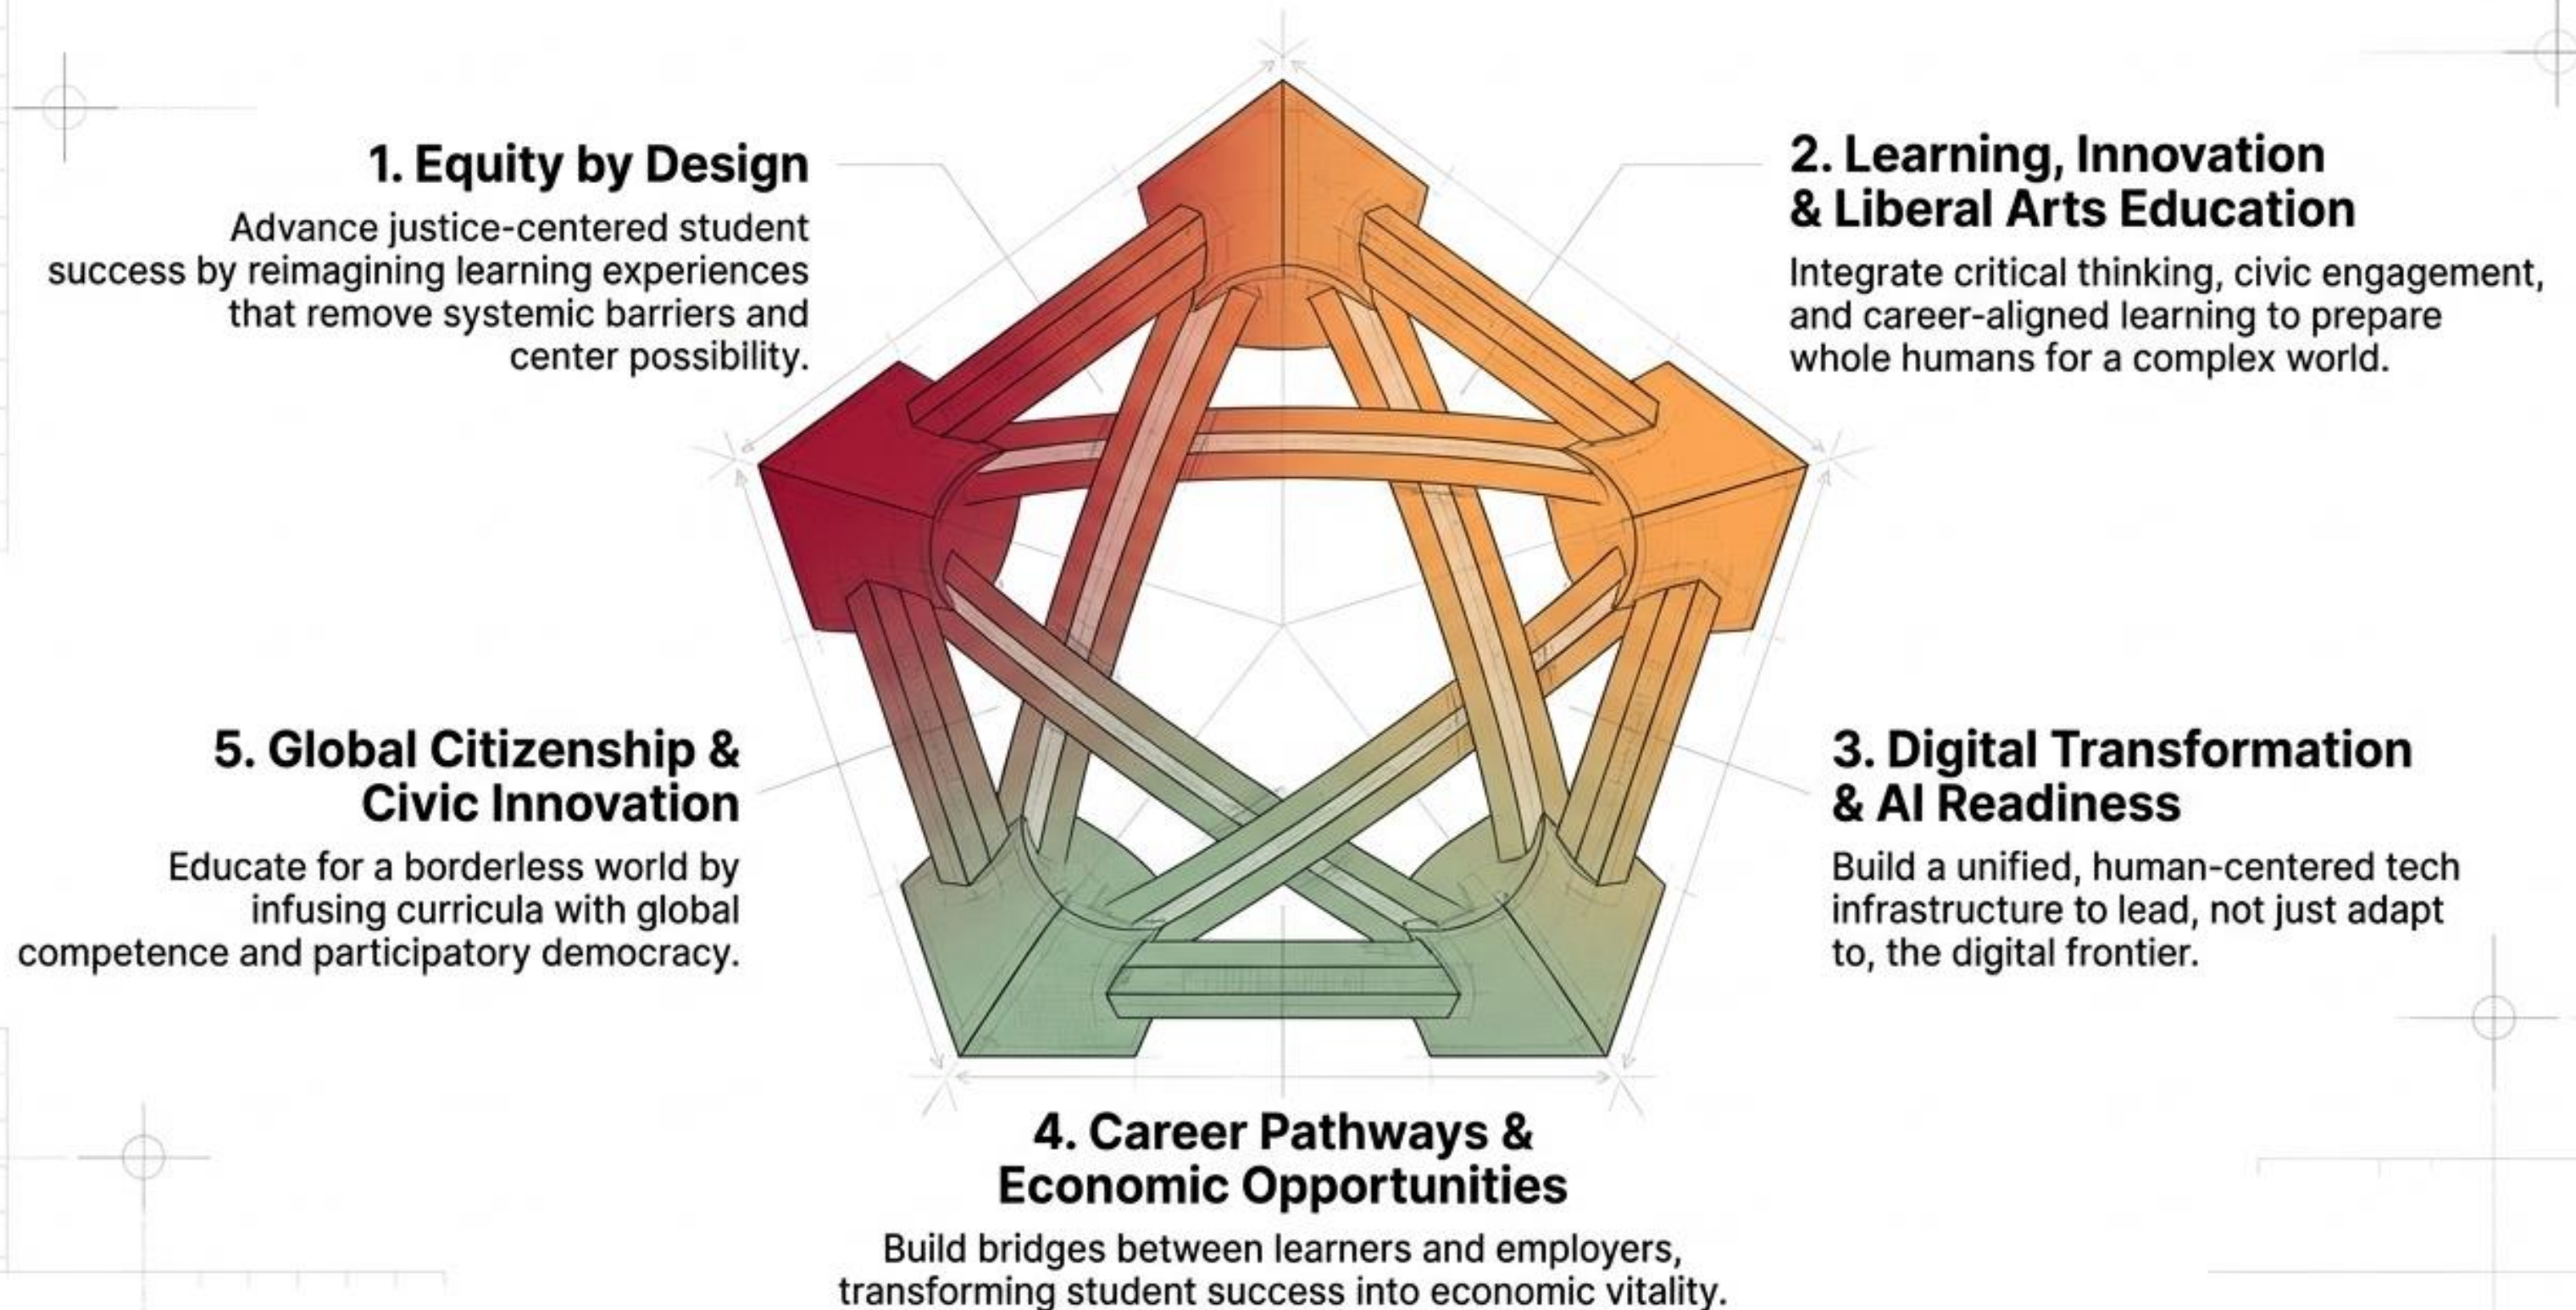 1. Equity by Design
Advance justice-centered student
success by reimagining learning experiences
that remove systemic barriers and
center possibility.
2. Learning, Innovation
& Liberal Arts Education
Integrate critical thinking, civic engagement,
and career-aligned learning to prepare
whole humans for a complex world.
3. Digital Transformation
& AI Readiness
Build a unified, human-centered tech
infrastructure to lead, not just adapt
to, the digital frontier.
4. Career Pathways &
Economic Opportunities
Build bridges between learners and employers,
transforming student success into economic vitality.
5. Global Citizenship &
Civic Innovation
Educate for a borderless world by
infusing curricula with global
competence and participatory democracy.